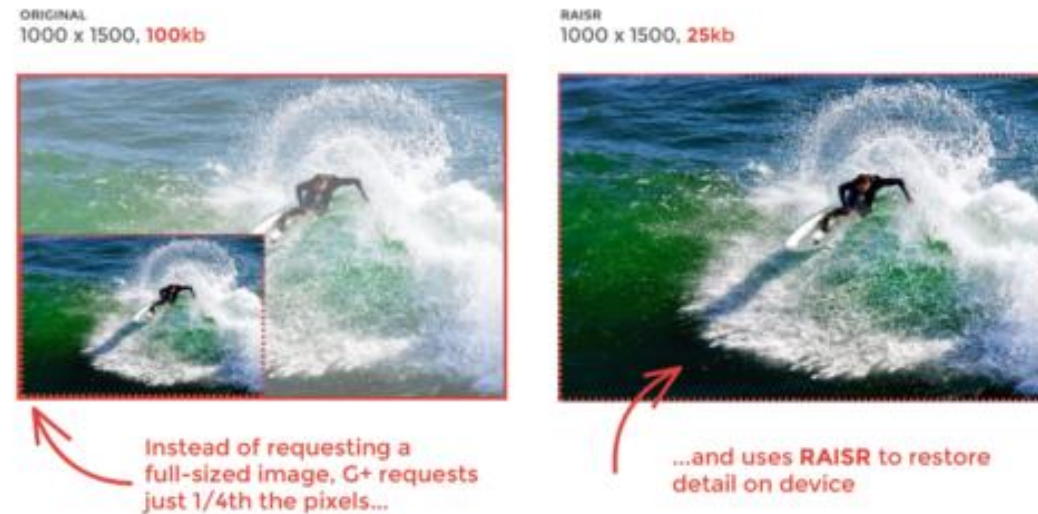 ORIGINAL
1000 x 1500, 100kb
RAISR
1000 x 1500, 25kb
Instead of requesting a
full-sized image, G+ requests
just 1/4th the pixels...
...and uses RAISR to restore
detail on device